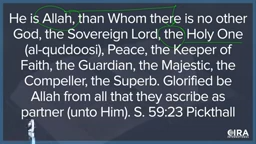 He is Allah, than Whom there is no other
God, the Sovereign Lord, the Holy One
(al-quddoosi), Peace, the Keeper of
Faith, the Guardian, the Majestic, the
Compeller, the Superb. Glorified be
Allah from all that they ascribe as
partner (unto Him). S. 59:23 Pickthall
CIRA